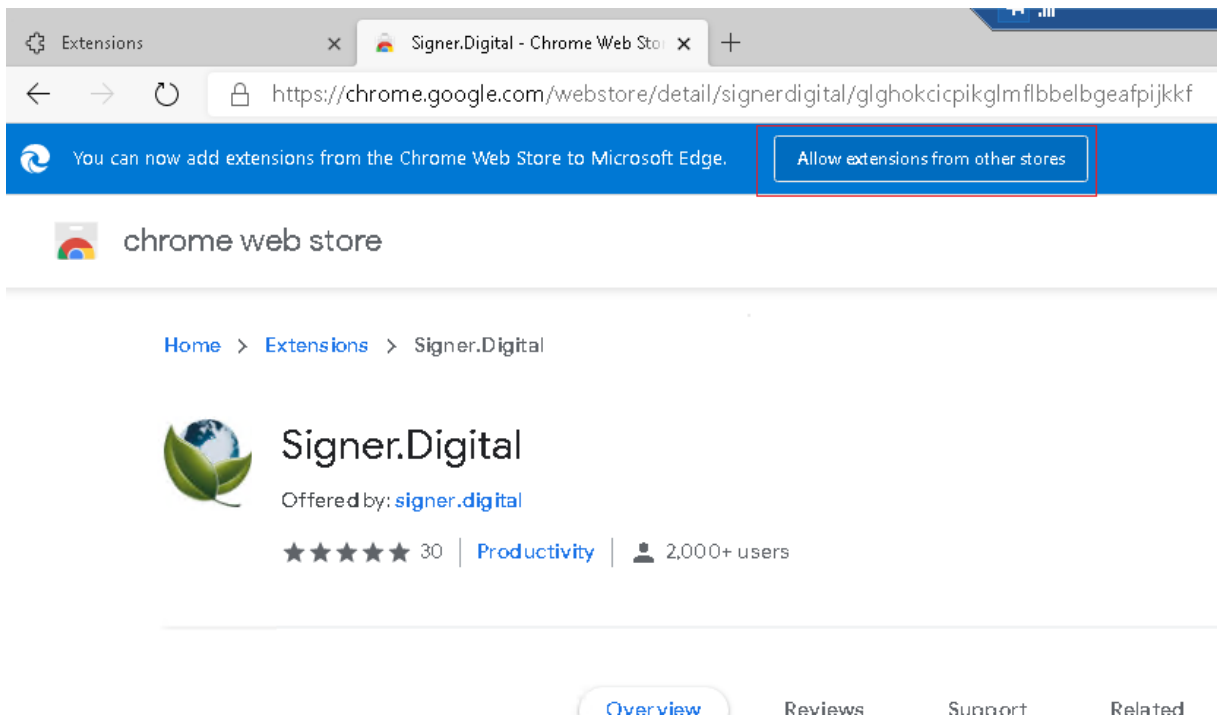 Extensions
Signer.Digital - Chrome Web Sto
https://chrome.google.com/webstore/detail/signerdigital/glghokcicpikglmflbbelbgeafpijkkf
You can now add extensions from the Chrome Web Store to Microsoft Edge.
Allow extensions from other stores
chrome web store
Home > Extensions > Signer.Digital
Signer.Digital
Offered by: signer.digital
30 | Productivity | 2,000+ users
Overview Reviews Support Related